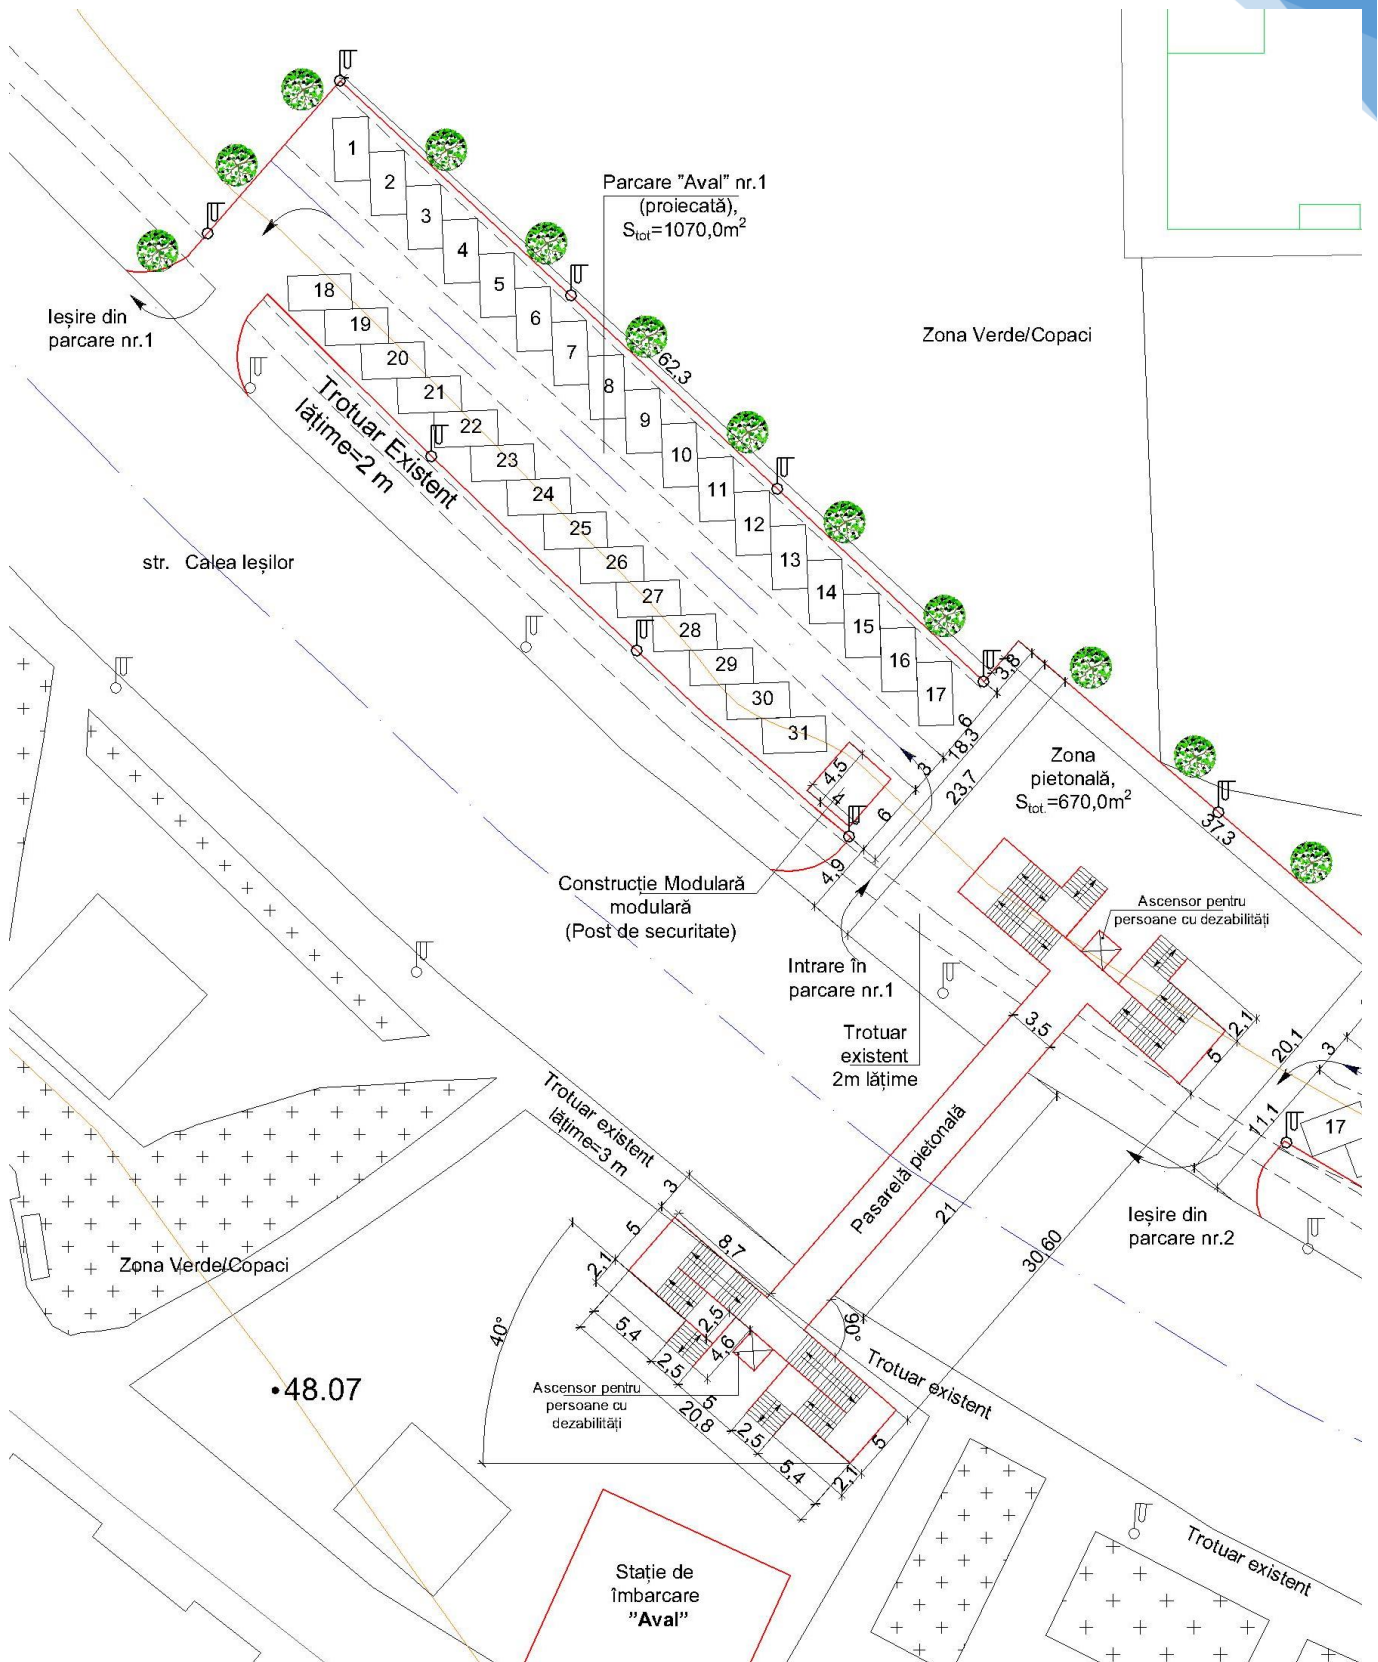 1
2
3
4
5
6
7
8
9
10
11
12
13
14
15
16
17
18
19
20
21
22
23
24
25
26
27
28
29
30
31
Parcare "Aval" nr.1
(proiectată),
Stot=1070,0m²
62,3
Zona Verde/Copaci
Ieșire din
parcare nr.1
Trotuar Existent
lățime=2 m
str. Calea Ieșilor
3,8
6
18,3
3
23,7
6
4,9
4,5
4
Zona
pietonală,
Stot.=670,0m²
37,3
Construcție Modulară
modulară
(Post de securitate)
Ascensor pentru
persoane cu dezabilități
Intrare în
parcare nr.1
Trotuar
existent
2m lățime
3,5
2,1
5
20,1
3
11,1
17
Ieșire din
parcare nr.2
Pasarelă pietonală
21
30,60
90°
Trotuar existent
lățime=3 m
3
5
2,1
8,7
2,5
4,6
5,4
2,5
5
20,8
2,5
5,4
2,1
5
40°
Zona Verde/Copaci
•48.07
Ascensor pentru
persoane cu
dezabilități
Trotuar existent
Trotuar existent
Stație de
îmbarcare
"Aval"